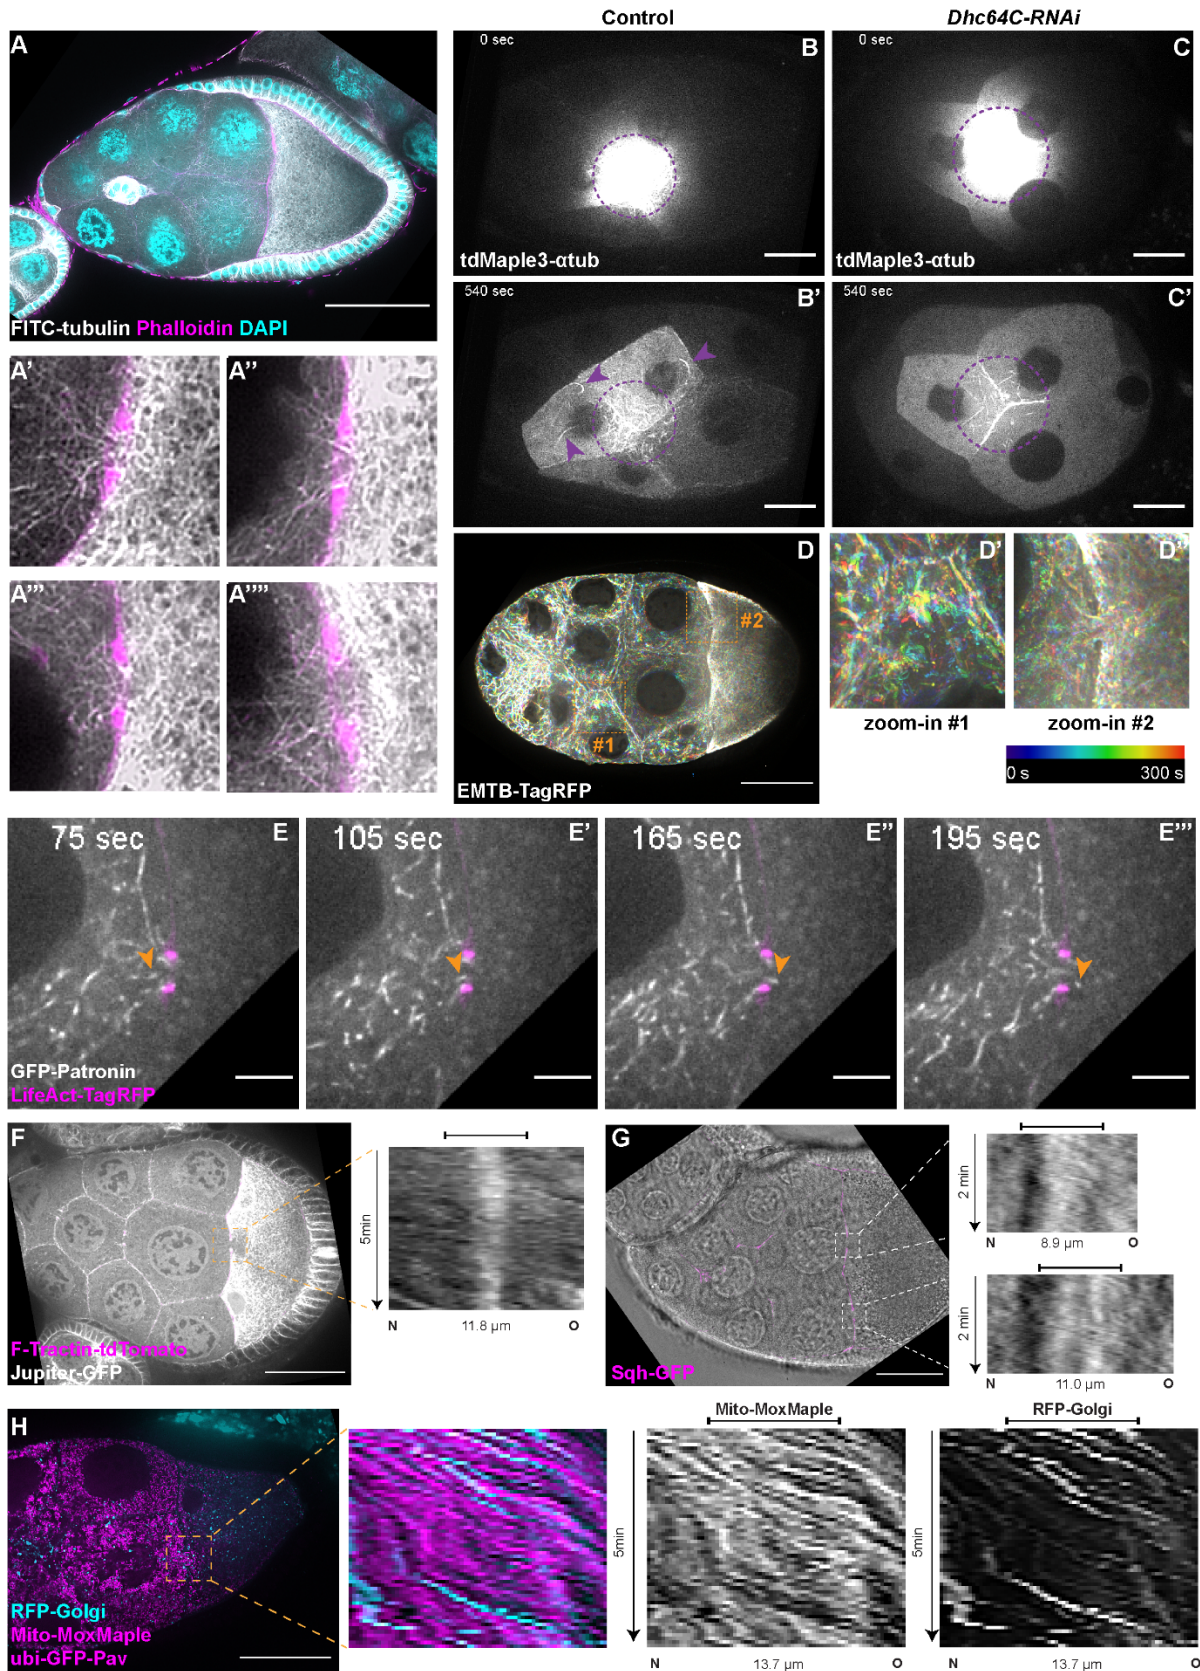 Control
Dhc64C-RNAi
A
FITC-tubulin Phalloidin DAPI
0 sec
B
tdMaple3-αtub
0 sec
C
tdMaple3-αtub
A'
A''
540 sec
B'
540 sec
C'
A'''
A''''
D
#2
#1
EMTB-TagRFP
D'
zoom-in #1
D''
zoom-in #2
0 s
300 s
75 sec
E
GFP-Patronin
LifeAct-TagRFP
105 sec
E'
165 sec
E''
195 sec
E'''
F
F-Tractin-tdTomato
Jupiter-GFP
5min
N
11.8 µm
O
G
Sqh-GFP
2 min
N
8.9 µm
O
2 min
N
11.0 µm
O
H
RFP-Golgi
Mito-MoxMaple
ubi-GFP-Pav
Mito-MoxMaple
5min
N
13.7 µm
O
RFP-Golgi
5min
N
13.7 µm
O